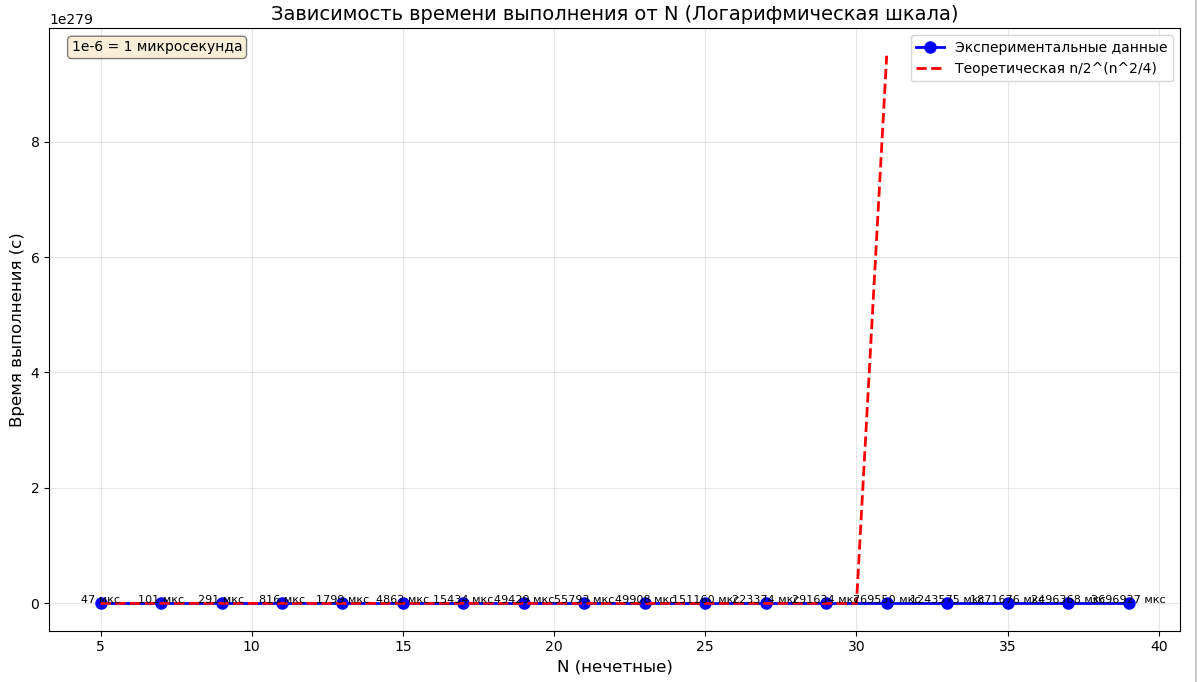 Зависимость времени выполнения от N (Логарифмическая шкала)
1e279
1e-6 = 1 микросекунда
Экспериментальные данные
Теоретическая n/2^(n^2/4)
Время выполнения (с)
8
6
4
2
0
47 мкс 101 мкс 291 мкс 816 мкс 1799 мкс 4862 мкс 15434 мкс 49429 мкс 55793 мкс 49908 мкс 151160 мкс 223374 мкс 291634 мкс 769550 мкс 1243575 мкс 1871676 мкс 2496368 мкс 3696937 мкс
5 10 15 20 25 30 35 40
N (нечетные)